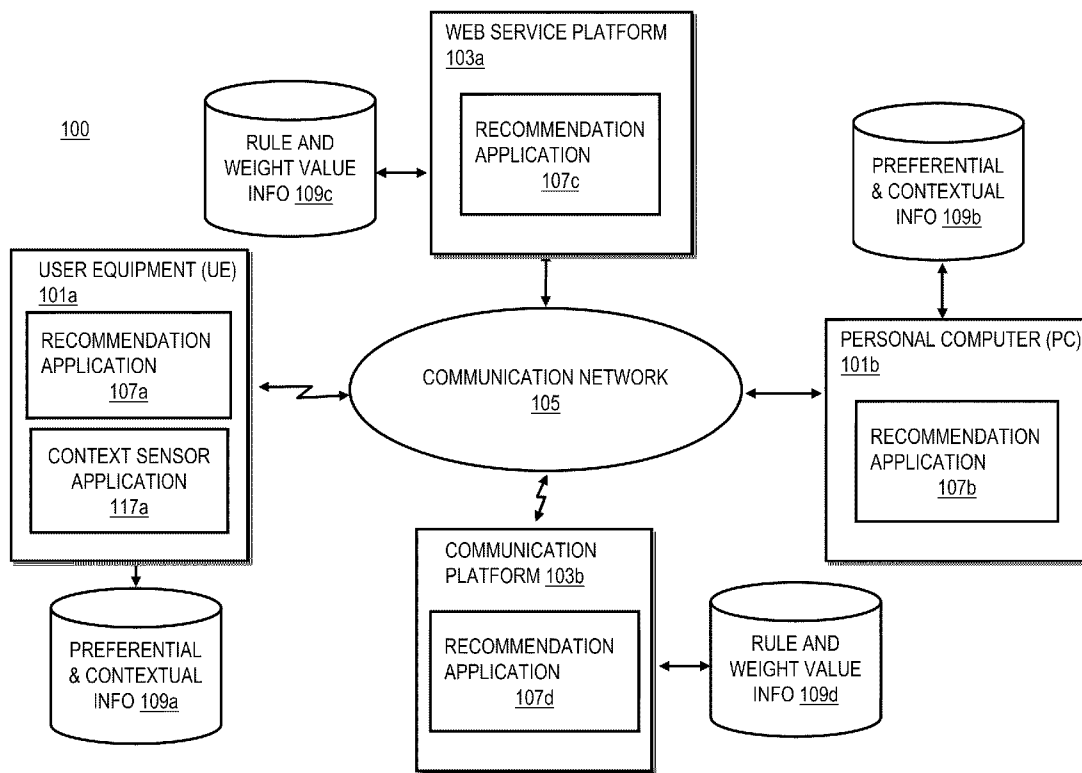 WEB SERVICE PLATFORM
103a
RECOMMENDATION
APPLICATION
107c
100
RULE AND
WEIGHT VALUE
INFO 109c
PREFERENTIAL
& CONTEXTUAL
INFO 109b
USER EQUIPMENT (UE)
101a
RECOMMENDATION
APPLICATION
107a
CONTEXT SENSOR
APPLICATION
117a
COMMUNICATION NETWORK
105
PERSONAL COMPUTER (PC)
101b
RECOMMENDATION
APPLICATION
107b
PREFERENTIAL
& CONTEXTUAL
INFO 109a
COMMUNICATION
PLATFORM 103b
RECOMMENDATION
APPLICATION
107d
RULE AND
WEIGHT VALUE
INFO 109d